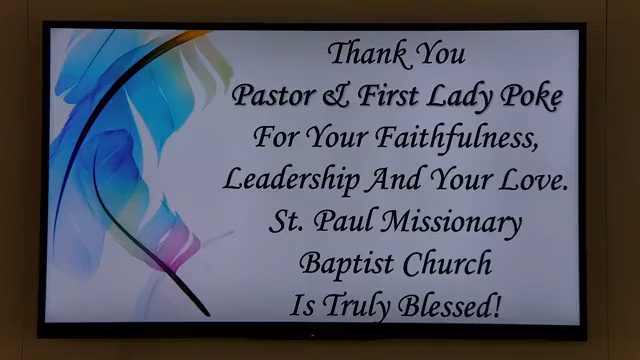 Thank You
Pastor & First Lady Poke
For Your Faithfulness,
Leadership And Your Love.
St. Paul Missionary
Baptist Church
Is Truly Blessed!